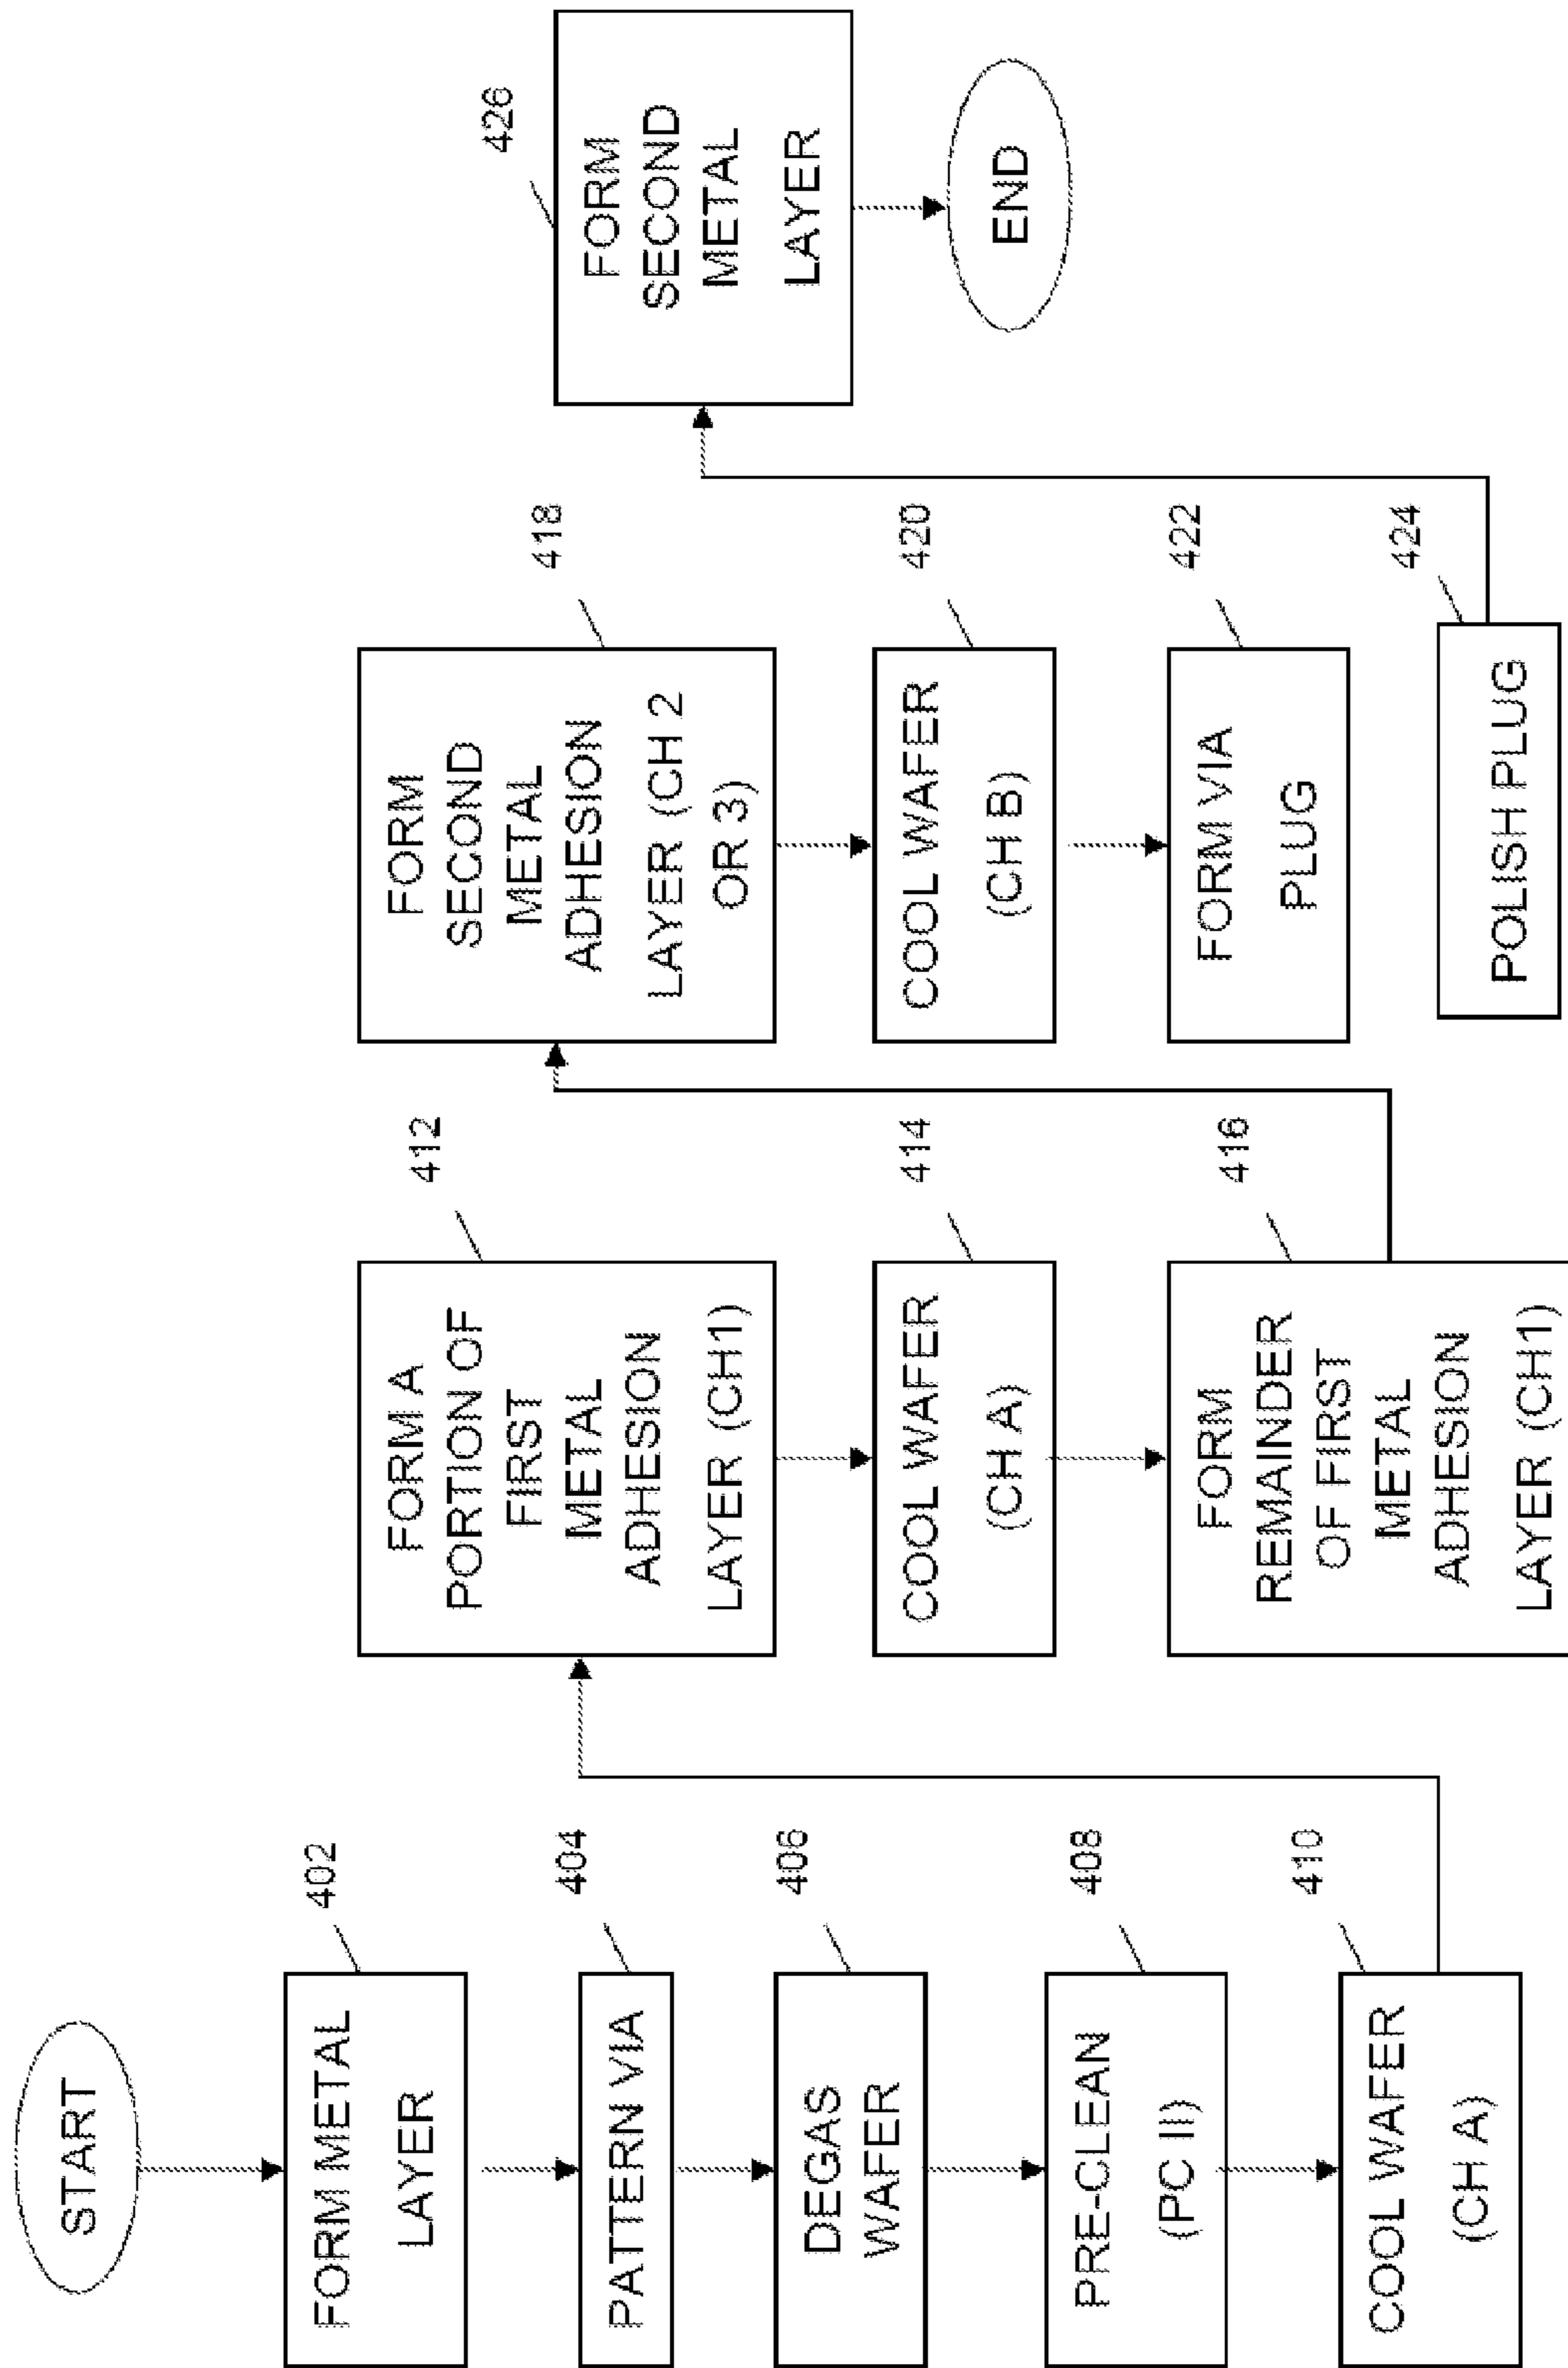 START
402
FORM METAL
LAYER
404
PATTERN VIA
406
DEGAS
WAFER
408
PRE-CLEAN
(PC II)
410
COOL WAFER
(CH A)
412
FORM A
PORTION OF
FIRST
METAL
ADHESION
LAYER (CH1)
414
COOL WAFER
(CH A)
416
FORM
REMAINDER
OF FIRST
METAL
ADHESION
LAYER (CH1)
418
FORM
SECOND
METAL
ADHESION
LAYER (CH 2
OR 3)
420
COOL WAFER
(CH B)
422
FORM VIA
PLUG
424
POLISH PLUG
426
FORM
SECOND
METAL
LAYER
END